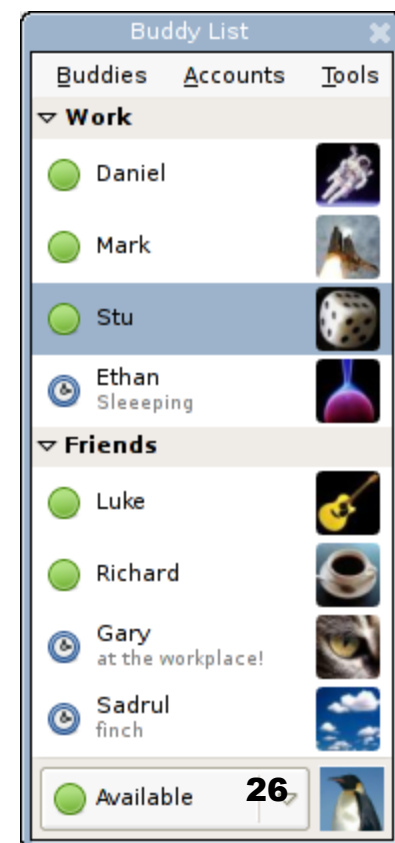 Buddy List
Buddies Accounts Tools
Work
Daniel
Mark
Stu
Ethan
Sleeeping
Friends
Luke
Richard
Gary
at the workplace!
Sadrul
finch
Available 26